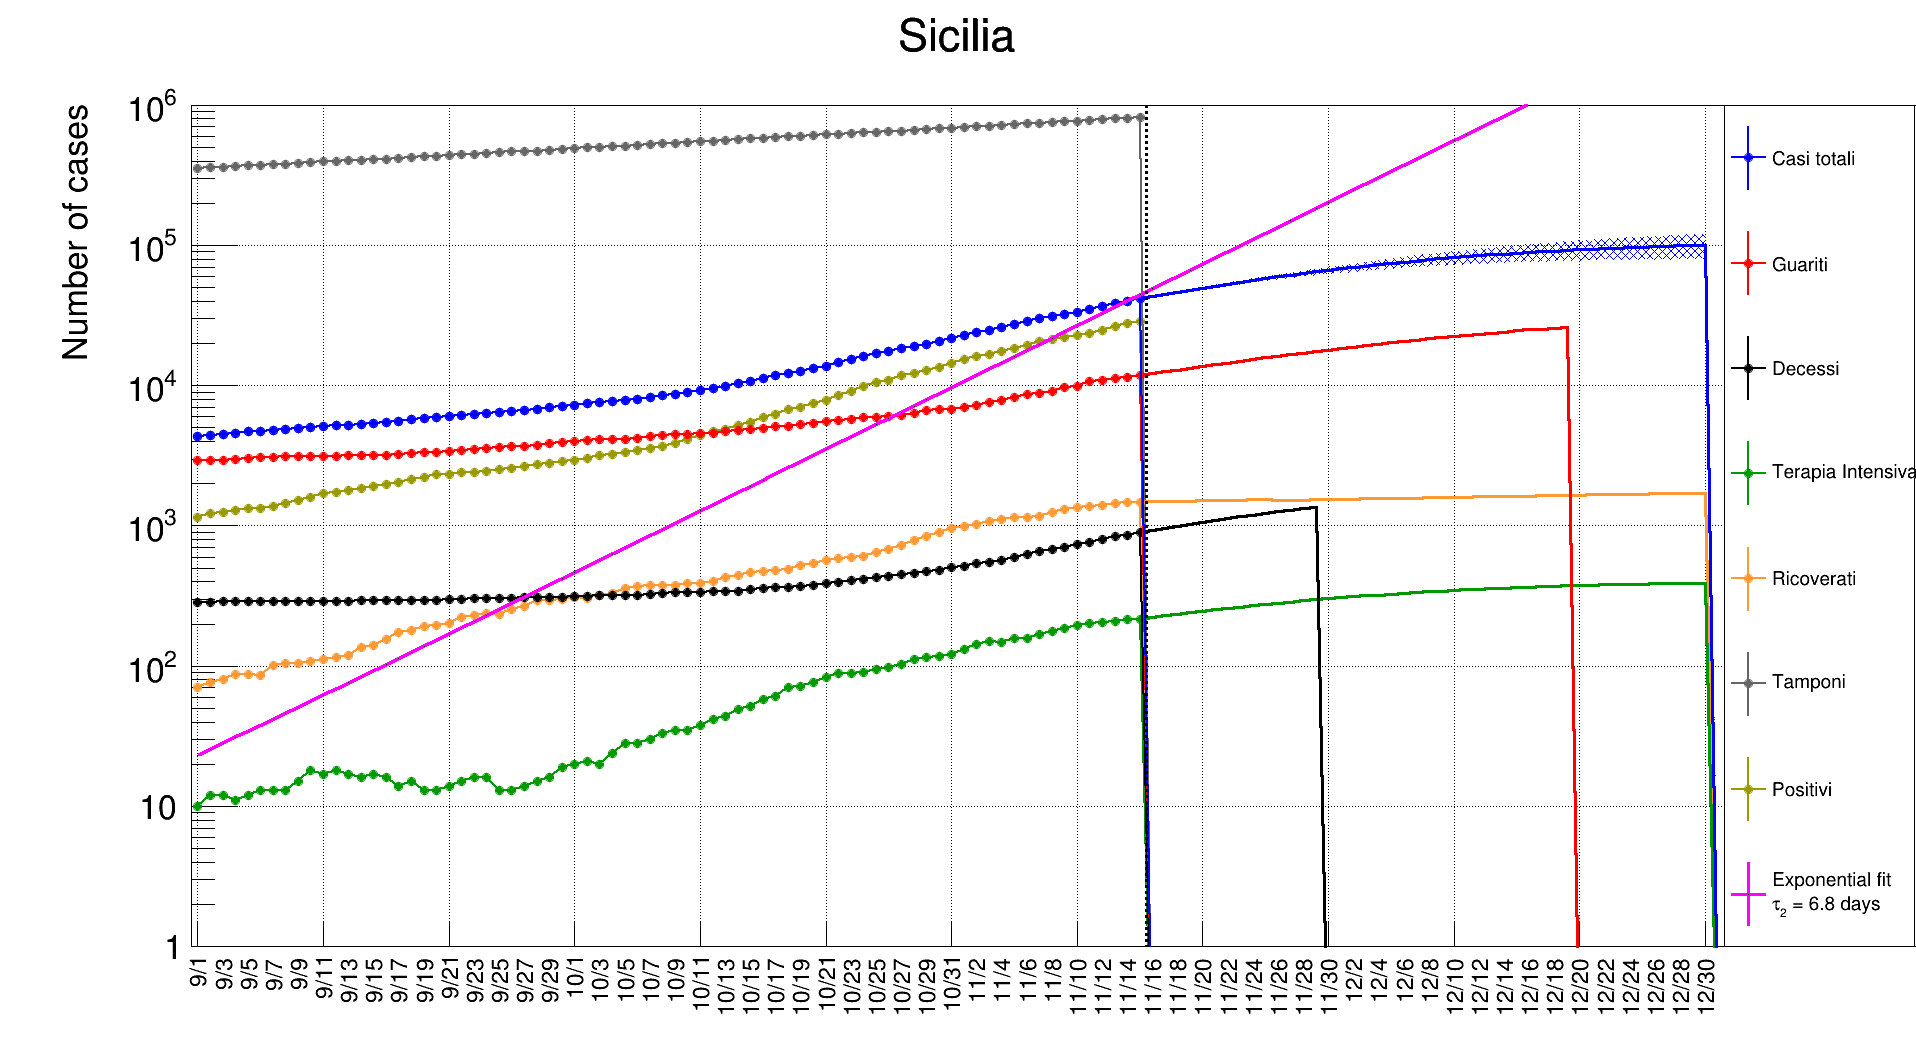 Sicilia
Number of cases
10^6
10^5
10^4
10^3
10^2
10
1
9/1 9/3 9/5 9/7 9/9 9/11 9/13 9/15 9/17 9/19 9/21 9/23 9/25 9/27 9/29 10/1 10/3 10/5 10/7 10/9 10/11 10/13 10/15 10/17 10/19 10/21 10/23 10/25 10/27 10/29 10/31 11/2 11/4 11/6 11/8 11/10 11/12 11/14 11/16 11/18 11/20 11/22 11/24 11/26 11/28 11/30 12/2 12/4 12/6 12/8 12/10 12/12 12/14 12/16 12/18 12/20 12/22 12/24 12/26 12/28 12/30
Casi totali
Guariti
Decessi
Terapia Intensiva
Ricoverati
Tamponi
Positivi
Exponential fit
τ_2 = 6.8 days